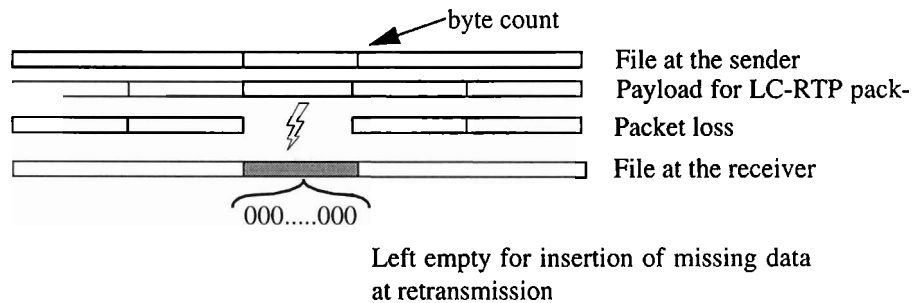 byte count
File at the sender
Payload for LC-RTP pack-
Packet loss
File at the receiver
000.....000
Left empty for insertion of missing data
at retransmission